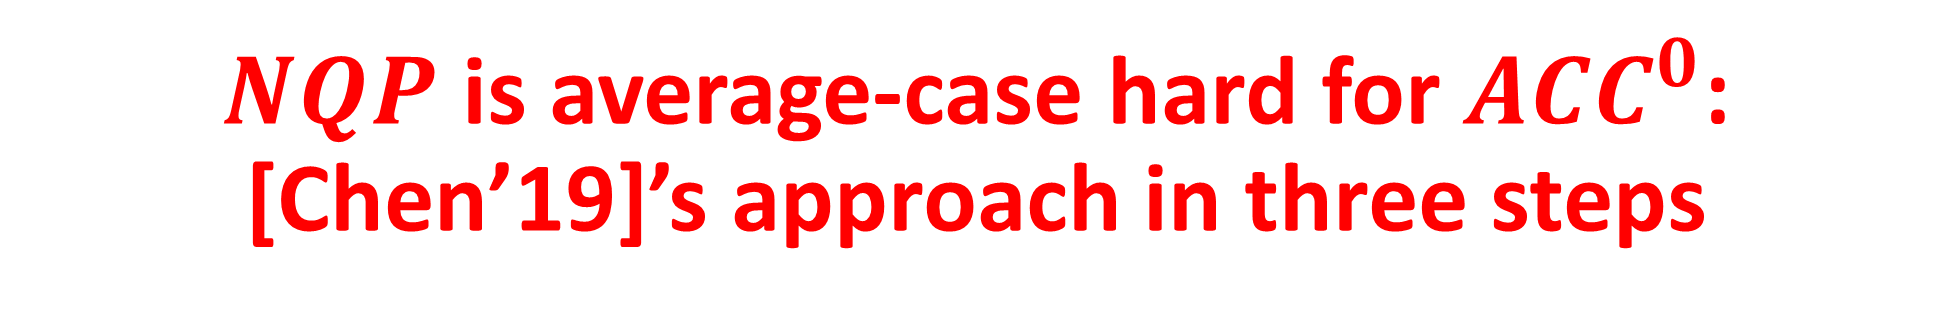 NQP is average-case hard for ACC⁰:
[Chen’19]’s approach in three steps